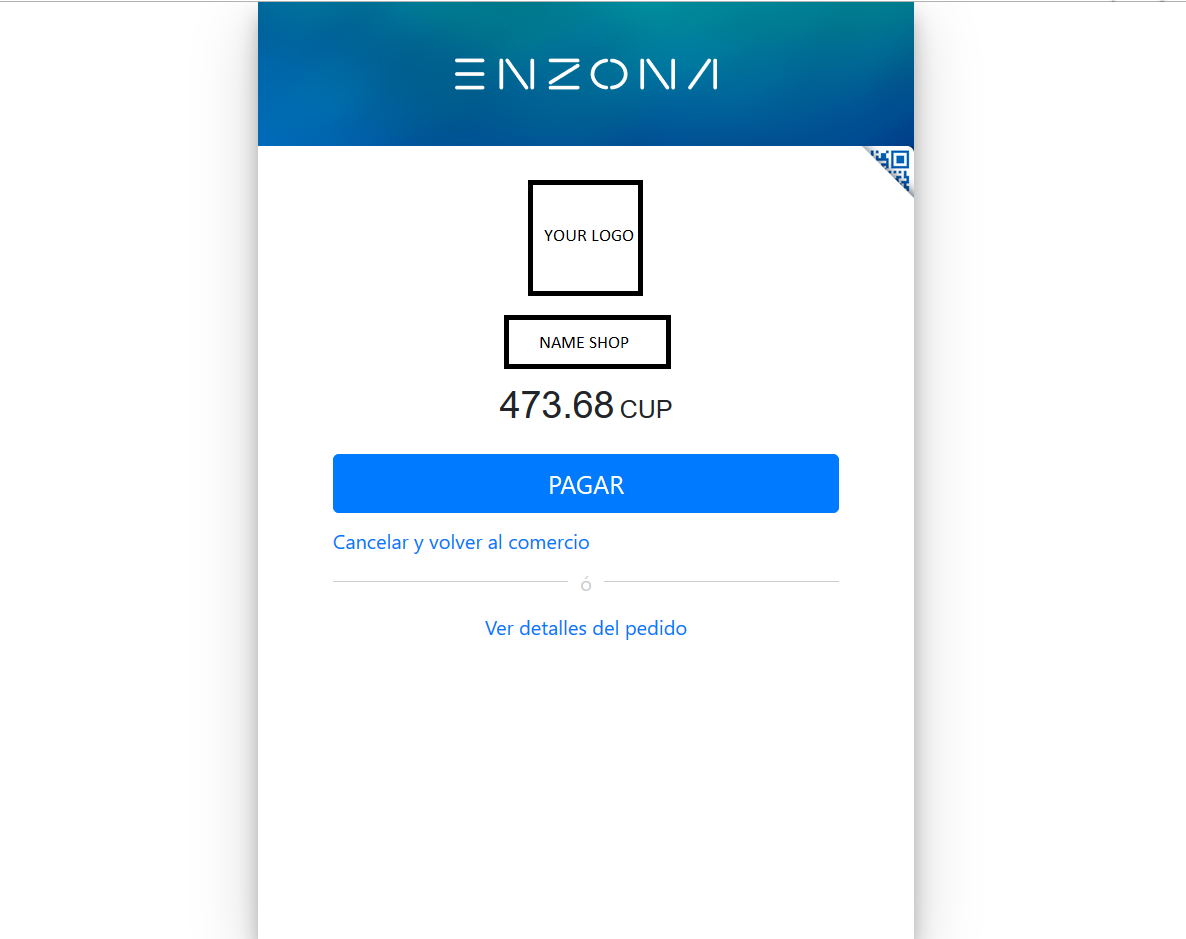 ENZONA
YOUR LOGO
NAME SHOP
473.68 CUP
PAGAR
Cancelar y volver al comercio
ó
Ver detalles del pedido